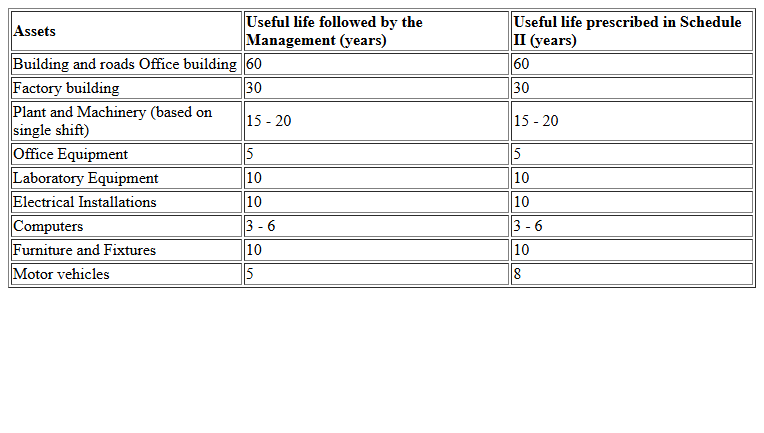 Assets
Useful life followed by the
Management (years)
Useful life prescribed in Schedule
II (years)
Building and roads Office building 60 60
Factory building 30 30
Plant and Machinery (based on
single shift) 15 - 20 15 - 20
Office Equipment 5 5
Laboratory Equipment 10 10
Electrical Installations 10 10
Computers 3 - 6 3 - 6
Furniture and Fixtures 10 10
Motor vehicles 5 8